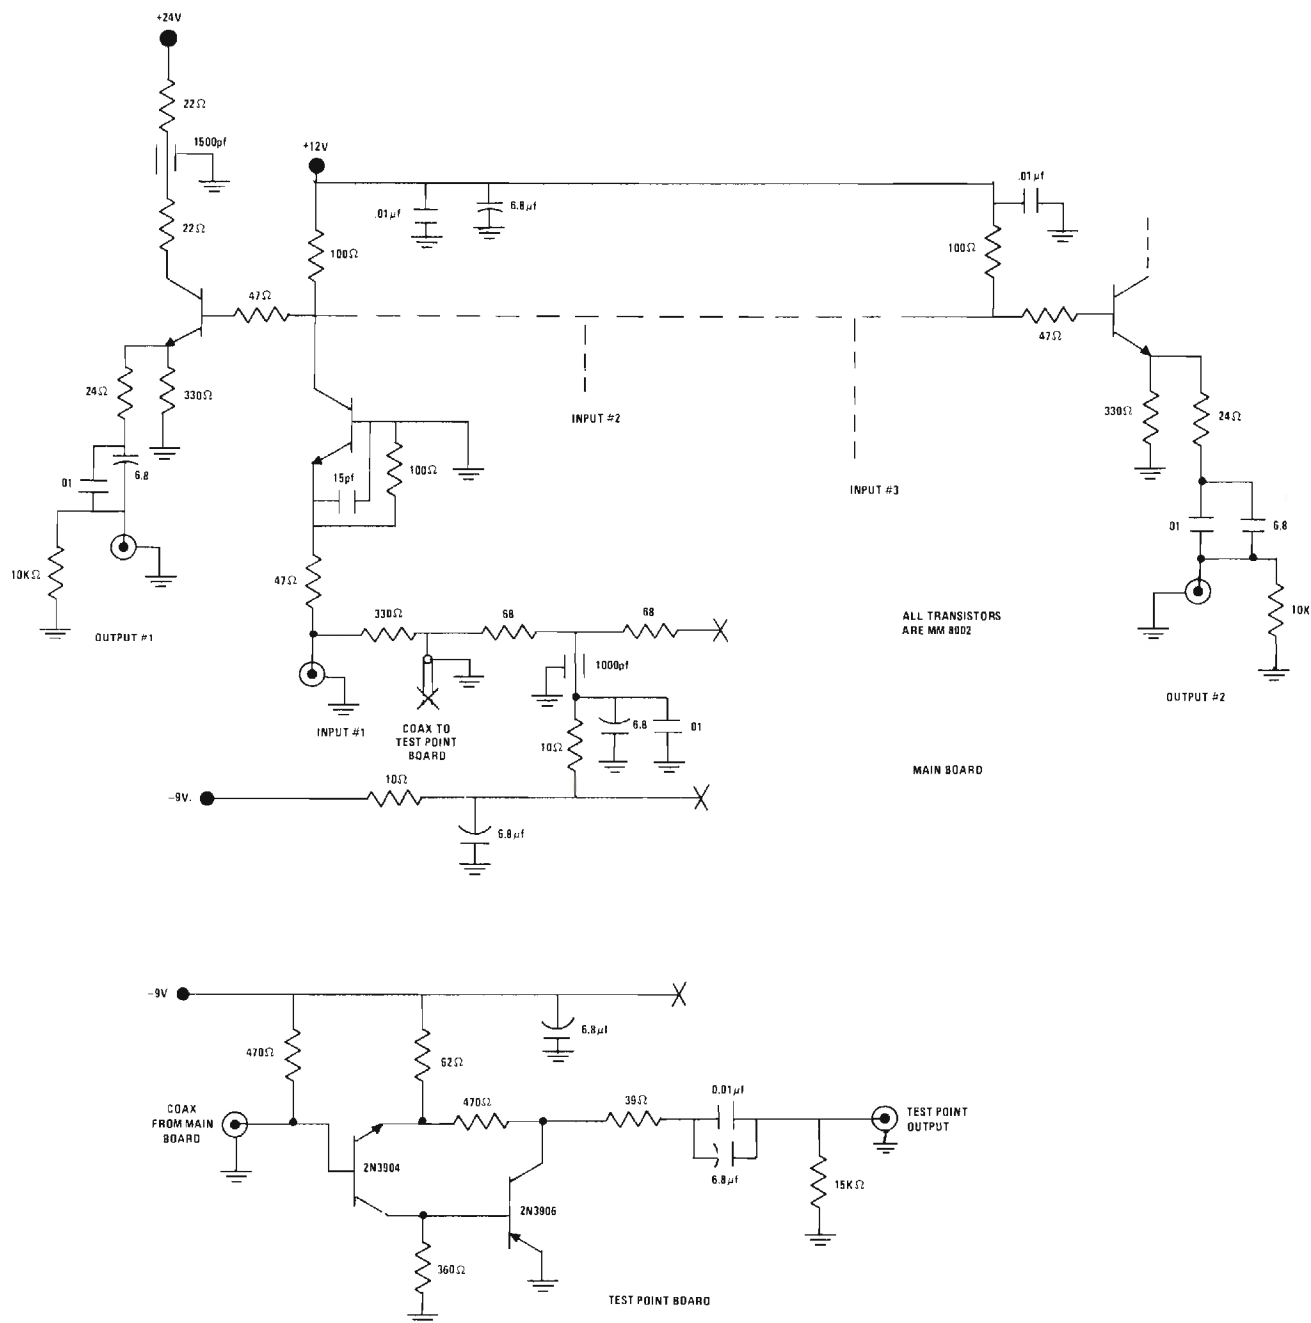 +24V
22Ω
1500pf
+12V
22Ω
.01μf
6.8μf
.01μf
100Ω
100Ω
47Ω
47Ω
24Ω
330Ω
INPUT #2
330Ω
24Ω
01
6.8
15pf
100Ω
INPUT #3
01
6.8
10KΩ
47Ω
OUTPUT #1
330Ω
68
68
ALL TRANSISTORS
ARE MM 8002
10K
1000pf
OUTPUT #2
INPUT #1
COAX TO
TEST POINT
BOARD
10Ω
6.8
01
MAIN BOARD
-9V.
10Ω
6.8μf
-9V
6.8μf
470Ω
62Ω
COAX
FROM MAIN
BOARD
470Ω
39Ω
0.01μf
TEST POINT
OUTPUT
2N3904
6.8μf
15KΩ
2N3906
360Ω
TEST POINT BOARD